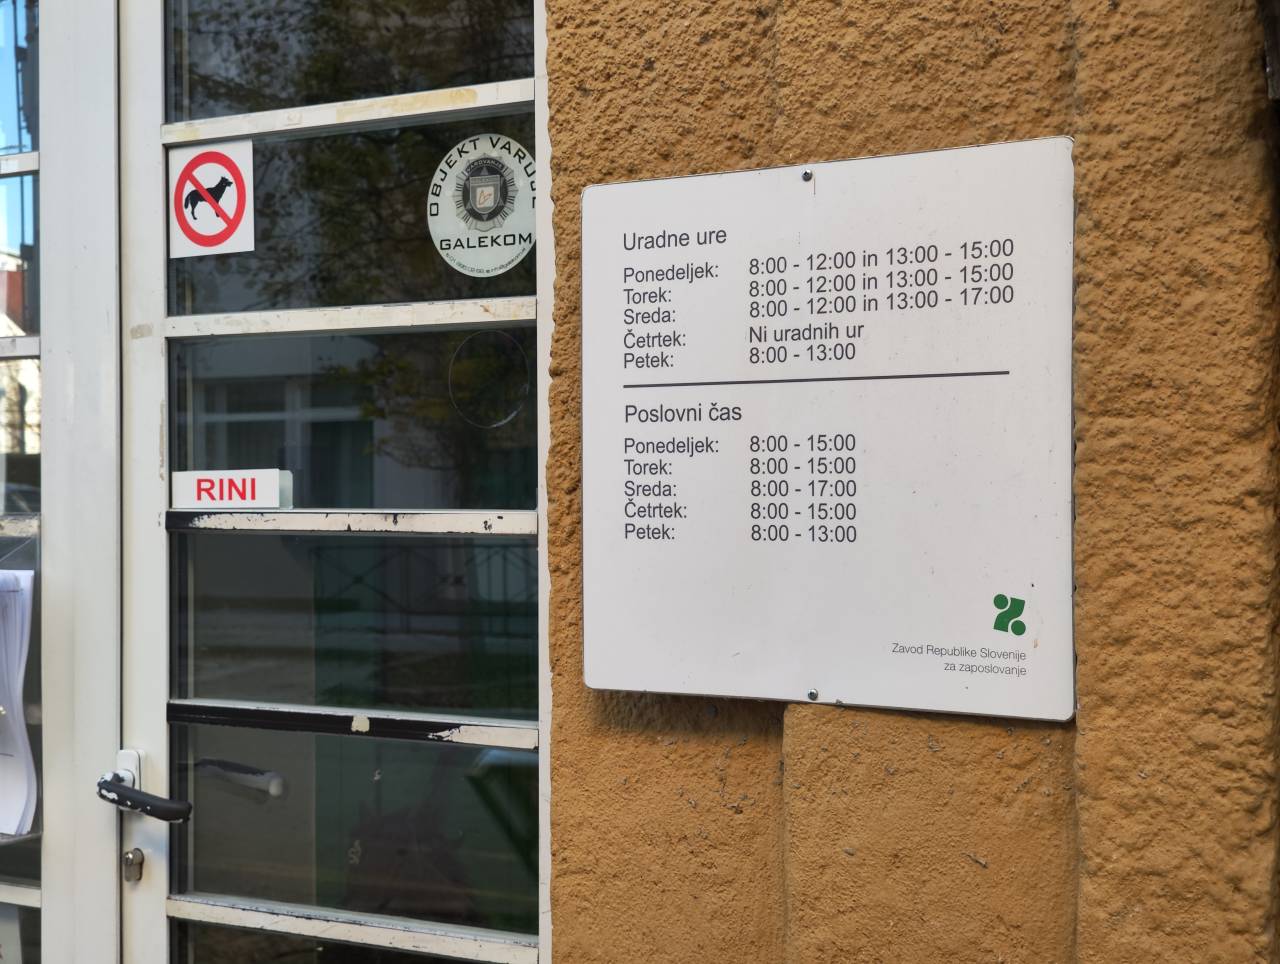 OBJEKT VARUJE
VAROVANJE
GALEKOM
RINI
Uradne ure
Ponedeljek: 8:00 - 12:00 in 13:00 - 15:00
Torek: 8:00 - 12:00 in 13:00 - 15:00
Sreda: 8:00 - 12:00 in 13:00 - 17:00
Četrtek: Ni uradnih ur
Petek: 8:00 - 13:00
Poslovni čas
Ponedeljek: 8:00 - 15:00
Torek: 8:00 - 15:00
Sreda: 8:00 - 17:00
Četrtek: 8:00 - 15:00
Petek: 8:00 - 13:00
Zavod Republike Slovenije
za zaposlovanje